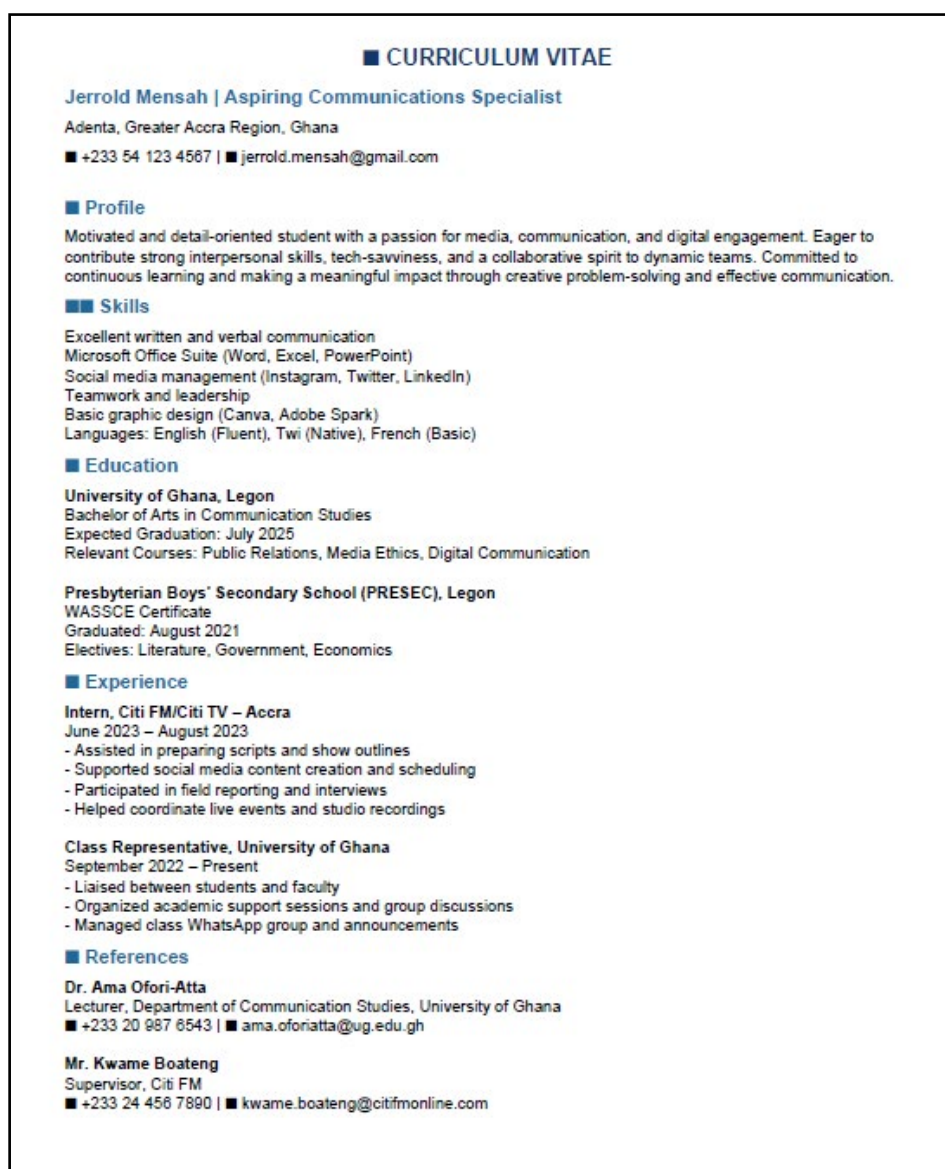 ■ CURRICULUM VITAE
Jerrold Mensah | Aspiring Communications Specialist
Adenta, Greater Accra Region, Ghana
■ +233 54 123 4567 | ■ jerrold.mensah@gmail.com
■ Profile
Motivated and detail-oriented student with a passion for media, communication, and digital engagement. Eager to
contribute strong interpersonal skills, tech-savviness, and a collaborative spirit to dynamic teams. Committed to
continuous learning and making a meaningful impact through creative problem-solving and effective communication.
■■ Skills
Excellent written and verbal communication
Microsoft Office Suite (Word, Excel, PowerPoint)
Social media management (Instagram, Twitter, LinkedIn)
Teamwork and leadership
Basic graphic design (Canva, Adobe Spark)
Languages: English (Fluent), Twi (Native), French (Basic)
■ Education
University of Ghana, Legon
Bachelor of Arts in Communication Studies
Expected Graduation: July 2025
Relevant Courses: Public Relations, Media Ethics, Digital Communication
Presbyterian Boys' Secondary School (PRESEC), Legon
WASSCE Certificate
Graduated: August 2021
Electives: Literature, Government, Economics
■ Experience
Intern, Citi FM/Citi TV – Accra
June 2023 – August 2023
- Assisted in preparing scripts and show outlines
- Supported social media content creation and scheduling
- Participated in field reporting and interviews
- Helped coordinate live events and studio recordings
Class Representative, University of Ghana
September 2022 – Present
- Liaised between students and faculty
- Organized academic support sessions and group discussions
- Managed class WhatsApp group and announcements
■ References
Dr. Ama Ofori-Atta
Lecturer, Department of Communication Studies, University of Ghana
■ +233 20 987 6543 | ■ ama.oforiatta@ug.edu.gh
Mr. Kwame Boateng
Supervisor, Citi FM
■ +233 24 456 7890 | ■ kwame.boateng@citifmonline.com